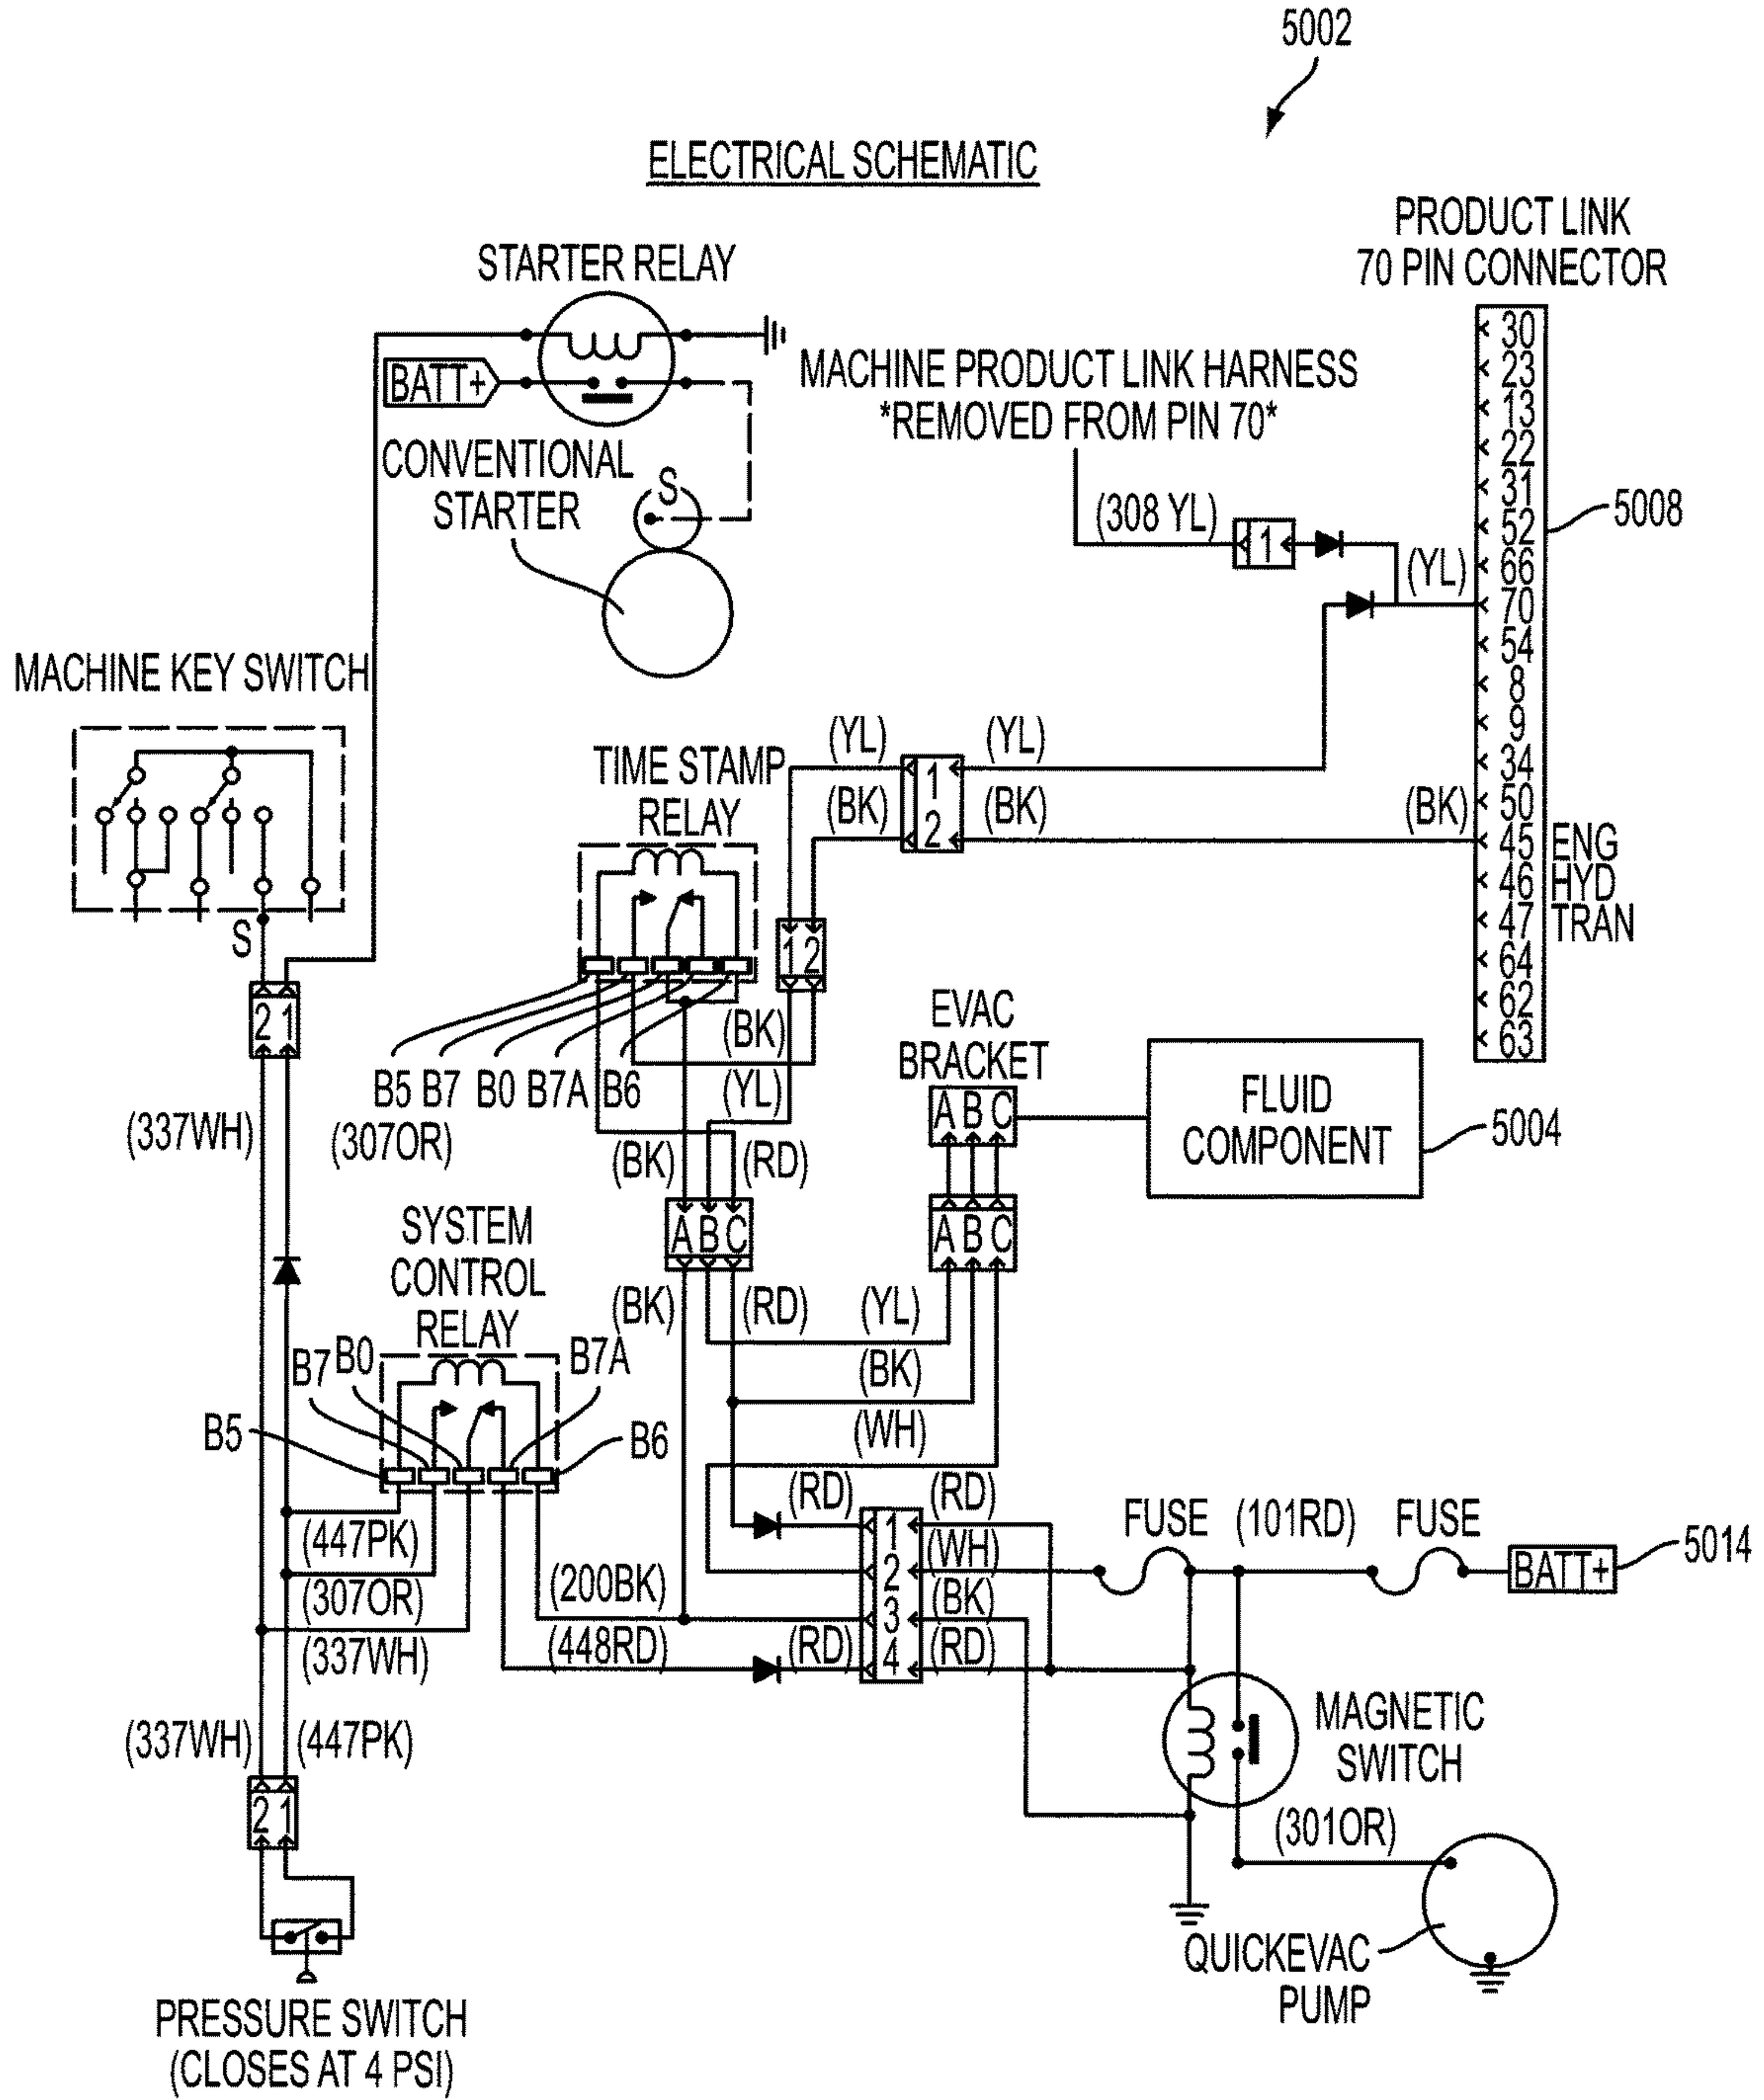 5002
ELECTRICAL SCHEMATIC
PRODUCT LINK
70 PIN CONNECTOR
STARTER RELAY
BATT+
CONVENTIONAL
STARTER
S
MACHINE PRODUCT LINK HARNESS
*REMOVED FROM PIN 70*
(308 YL)
1
(YL)
30
23
13
22
31
52
66
70
54
8
9
34
50
45 ENG
46 HYD
47 TRAN
64
62
63
5008
(BK)
MACHINE KEY SWITCH
S
2 1
TIME STAMP
RELAY
(YL)
(BK)
1
2
(YL)
(BK)
1 2
B5 B7 B0 B7A B6
(307OR)
(BK)
(YL)
(BK)
(RD)
A B C
EVAC
BRACKET
A B C
A B C
FLUID
COMPONENT
5004
(337WH)
SYSTEM
CONTROL
RELAY
B5
B7
B0
B7A
B6
(BK)
(RD)
(YL)
(BK)
(WH)
(447PK)
(307OR)
(337WH)
(200BK)
(448RD)
(RD)
(RD)
1
2
3
4
(RD)
(WH)
(BK)
(RD)
FUSE
(101RD)
FUSE
BATT+
5014
MAGNETIC
SWITCH
(301OR)
QUICKEVAC
PUMP
(337WH)
(447PK)
2 1
PRESSURE SWITCH
(CLOSES AT 4 PSI)